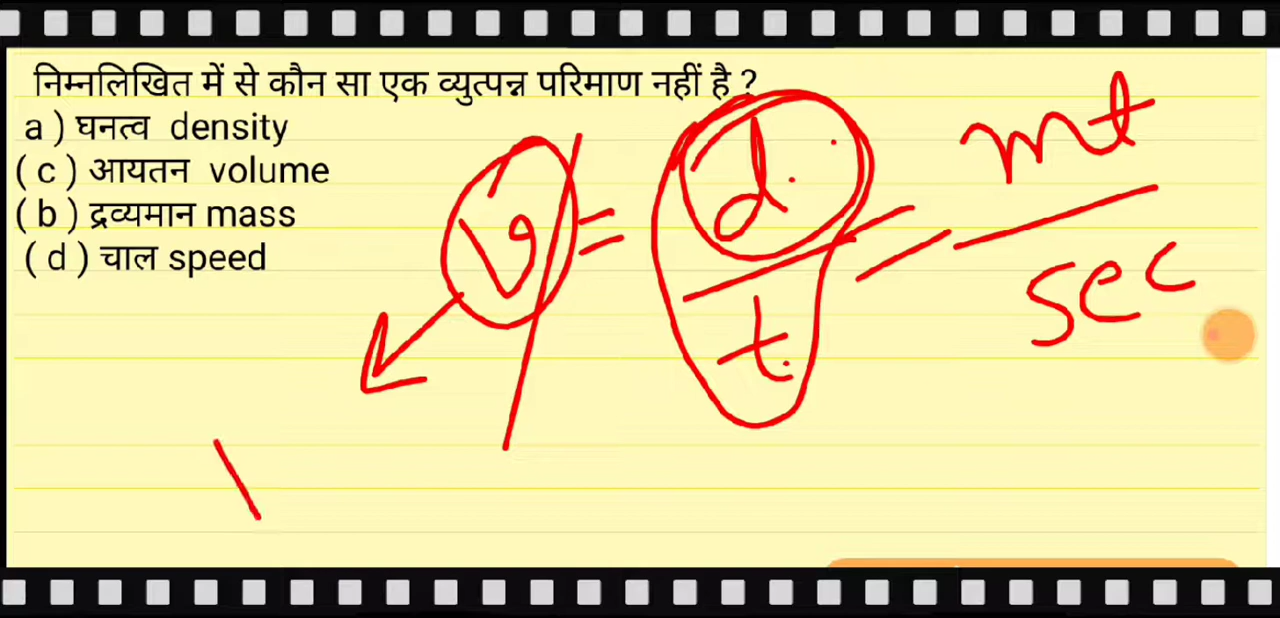 निम्नलिखित में से कौन सा एक व्युत्पन्न परिमाण नहीं है ?
a ) घनत्व density
( c ) आयतन volume
( b ) द्रव्यमान mass
( d ) चाल speed
v = d / t = mt / sec